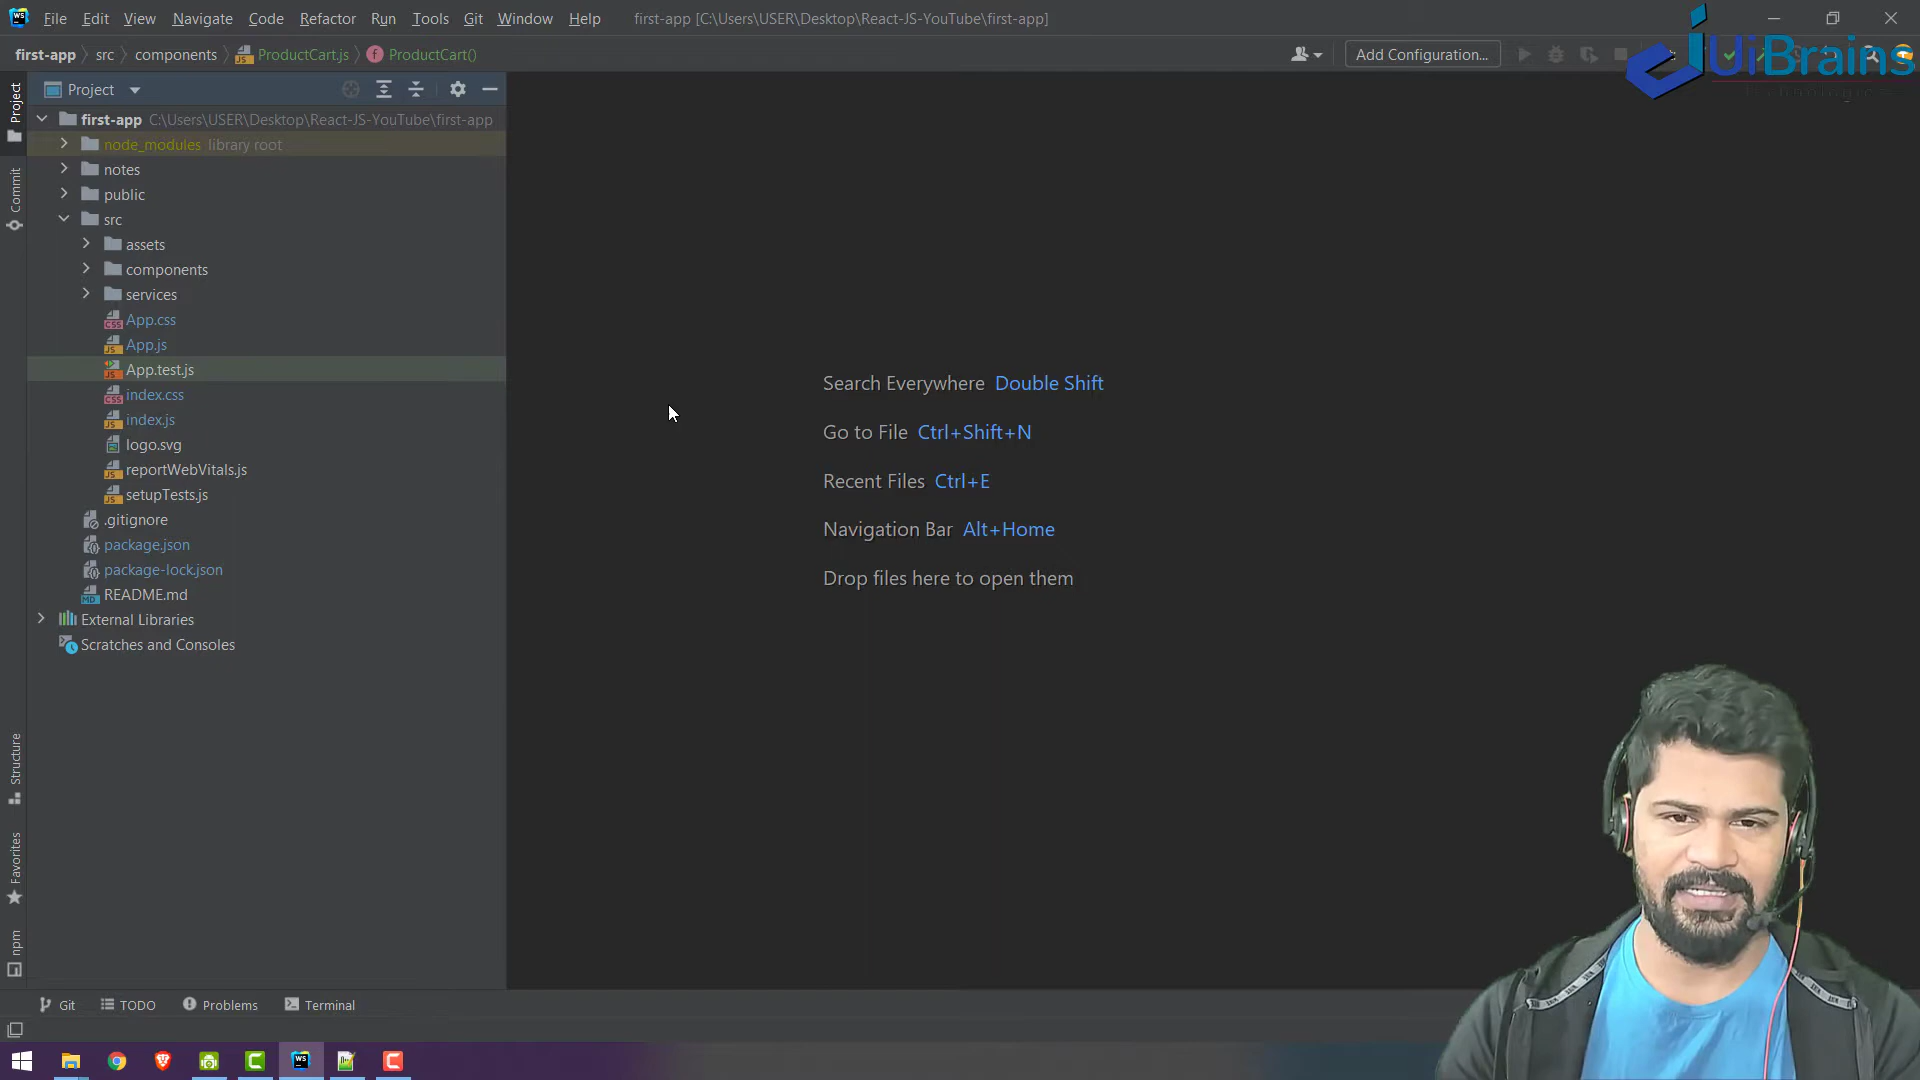 File Edit View Navigate Code Refactor Run Tools Git Window Help first-app [C:\Users\USER\Desktop\React-JS-YouTube\first-app]
first-app src components ProductCart.js ProductCart() Add Configuration...
UiBrains
Project
first-app C:\Users\USER\Desktop\React-JS-YouTube\first-app
node_modules library root
notes
public
src
assets
components
services
App.css
App.js
App.test.js
index.css
index.js
logo.svg
reportWebVitals.js
setupTests.js
.gitignore
package.json
package-lock.json
README.md
External Libraries
Scratches and Consoles
Project
Commit
Structure
Favorites
npm
Search Everywhere Double Shift
Go to File Ctrl+Shift+N
Recent Files Ctrl+E
Navigation Bar Alt+Home
Drop files here to open them
Git TODO Problems Terminal